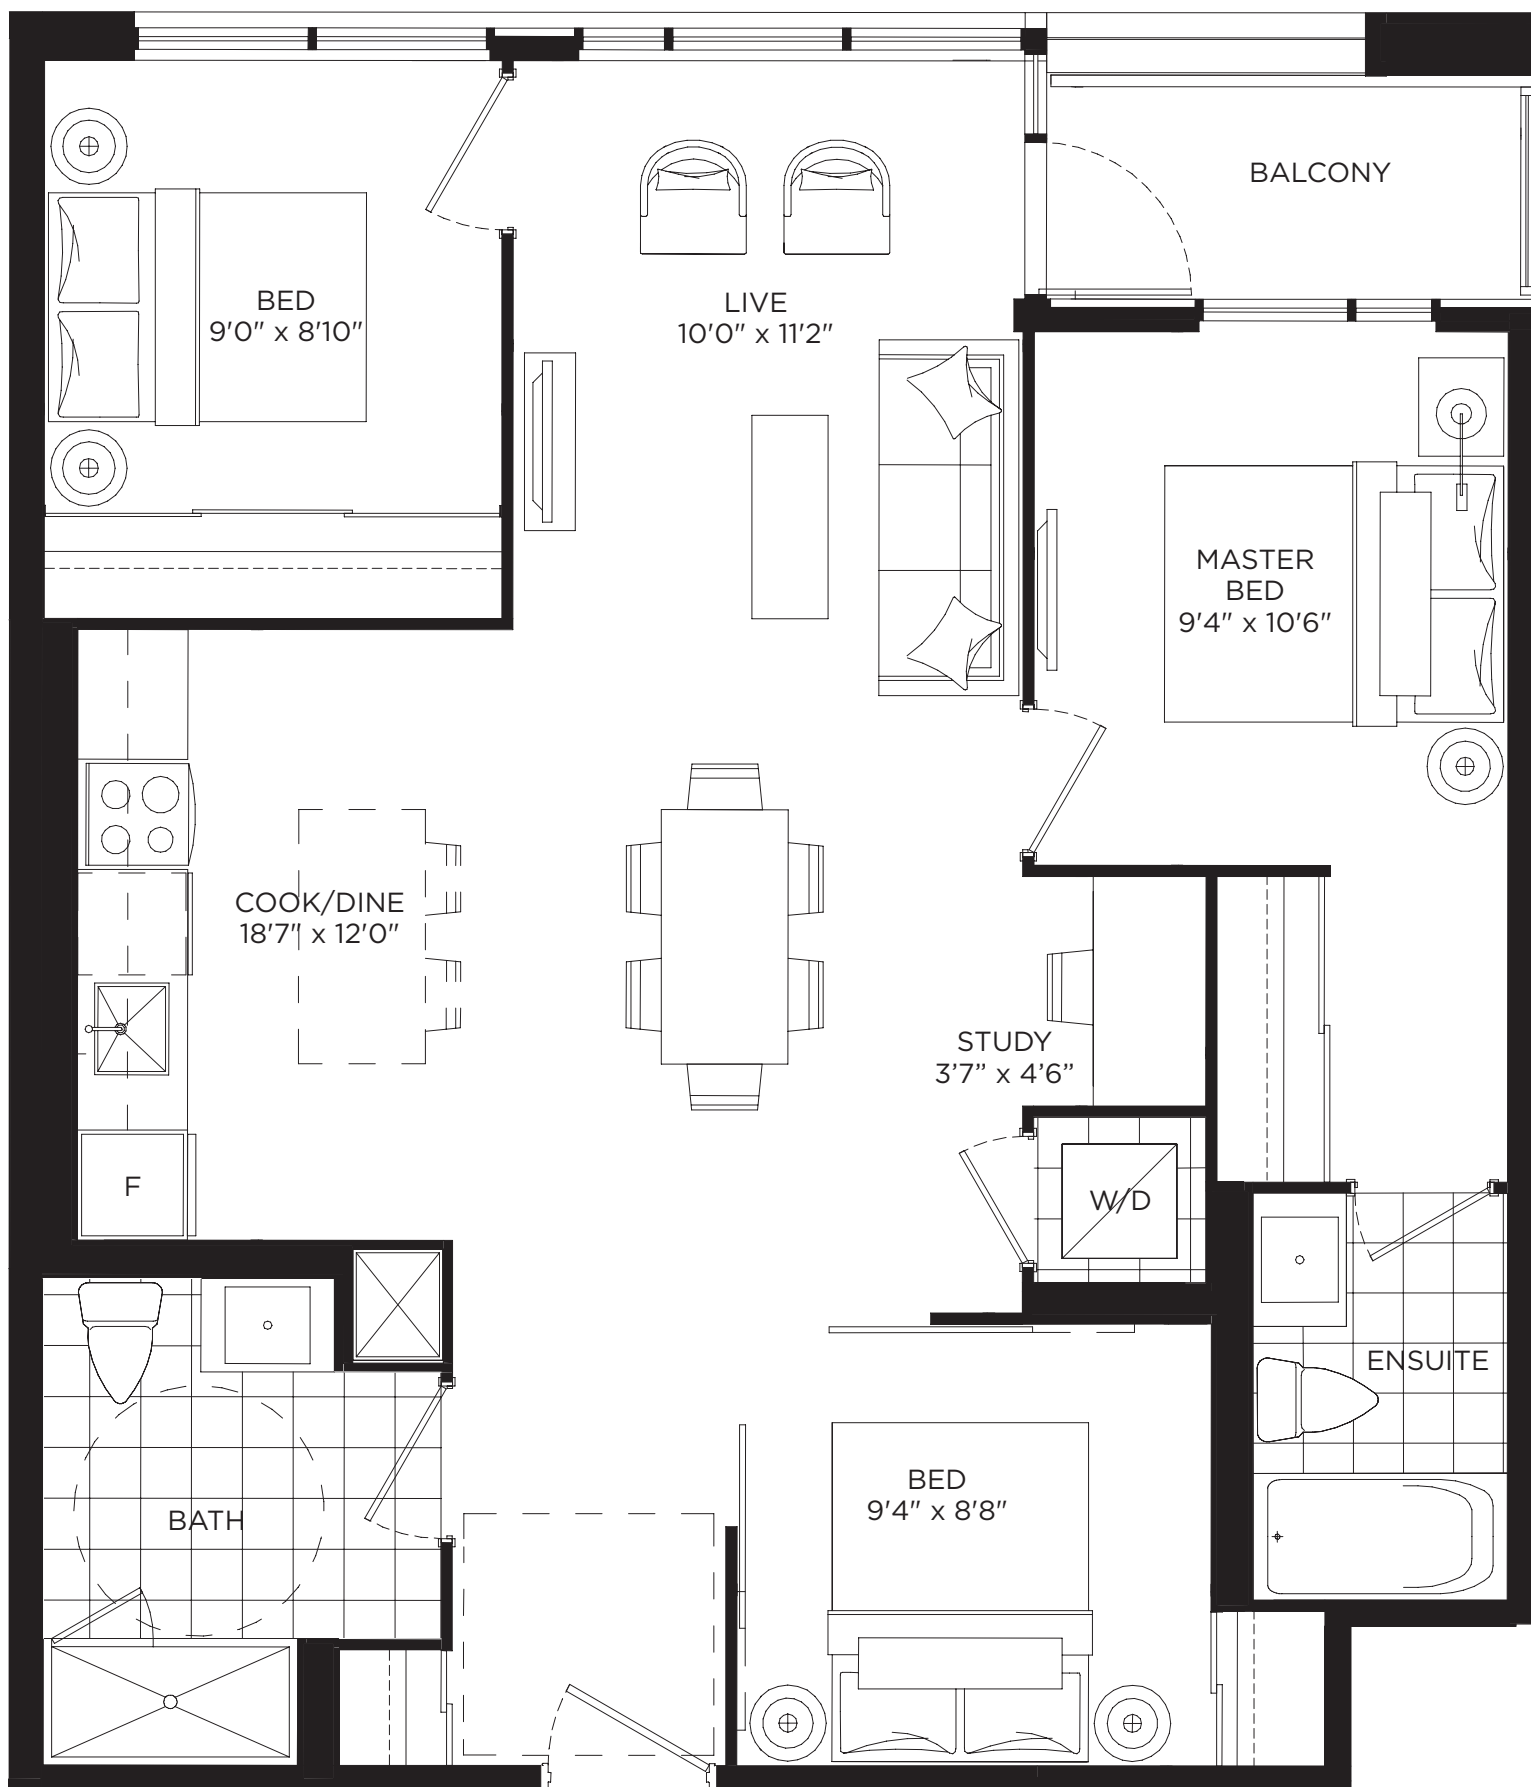 BALCONY
BED
9'0" x 8'10"
LIVE
10'0" x 11'2"
MASTER
BED
9'4" x 10'6"
COOK/DINE
18'7" x 12'0"
STUDY
3’7” x 4’6”
F
W/D
ENSUITE
BED
9'4" x 8'8"
BATH